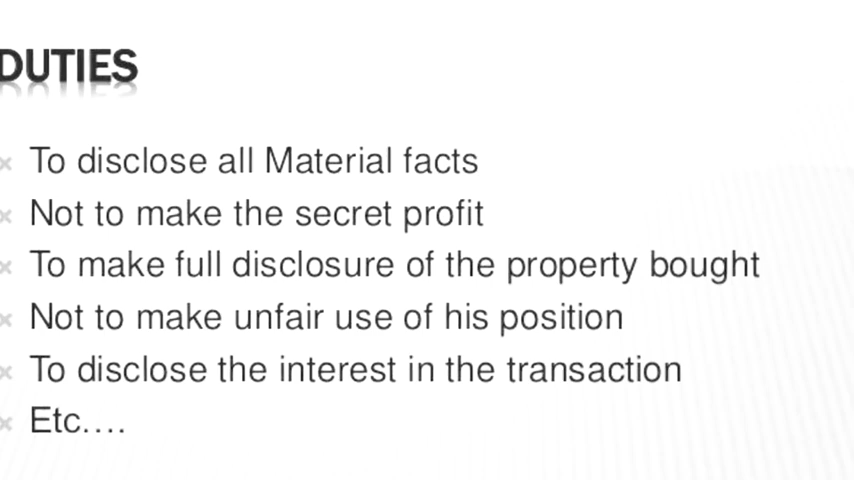 DUTIES
To disclose all Material facts
Not to make the secret profit
To make full disclosure of the property bought
Not to make unfair use of his position
To disclose the interest in the transaction
Etc....